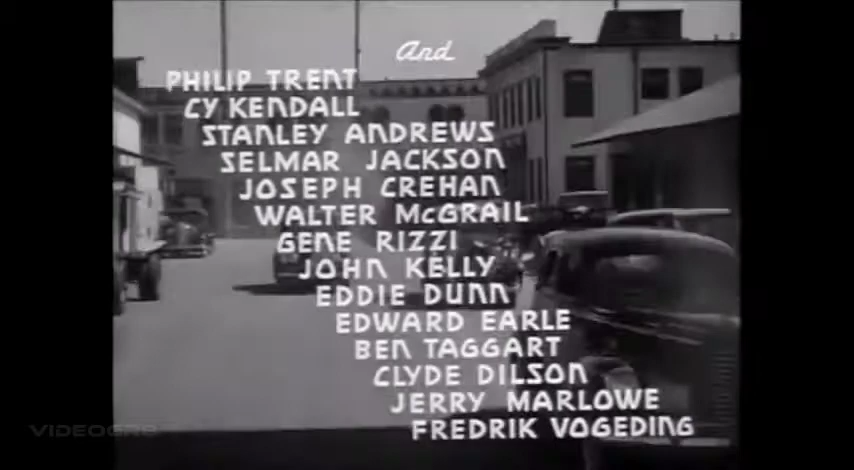 And
PHILIP TRENT
CY KENDALL
STANLEY ANDREWS
SELMAR JACKSON
JOSEPH CREHAN
WALTER McGRAIL
GENE RIZZI
JOHN KELLY
EDDIE DUNN
EDWARD EARLE
BEN TAGGART
CLYDE DILSON
JERRY MARLOWE
FREDRIK VOGEDING